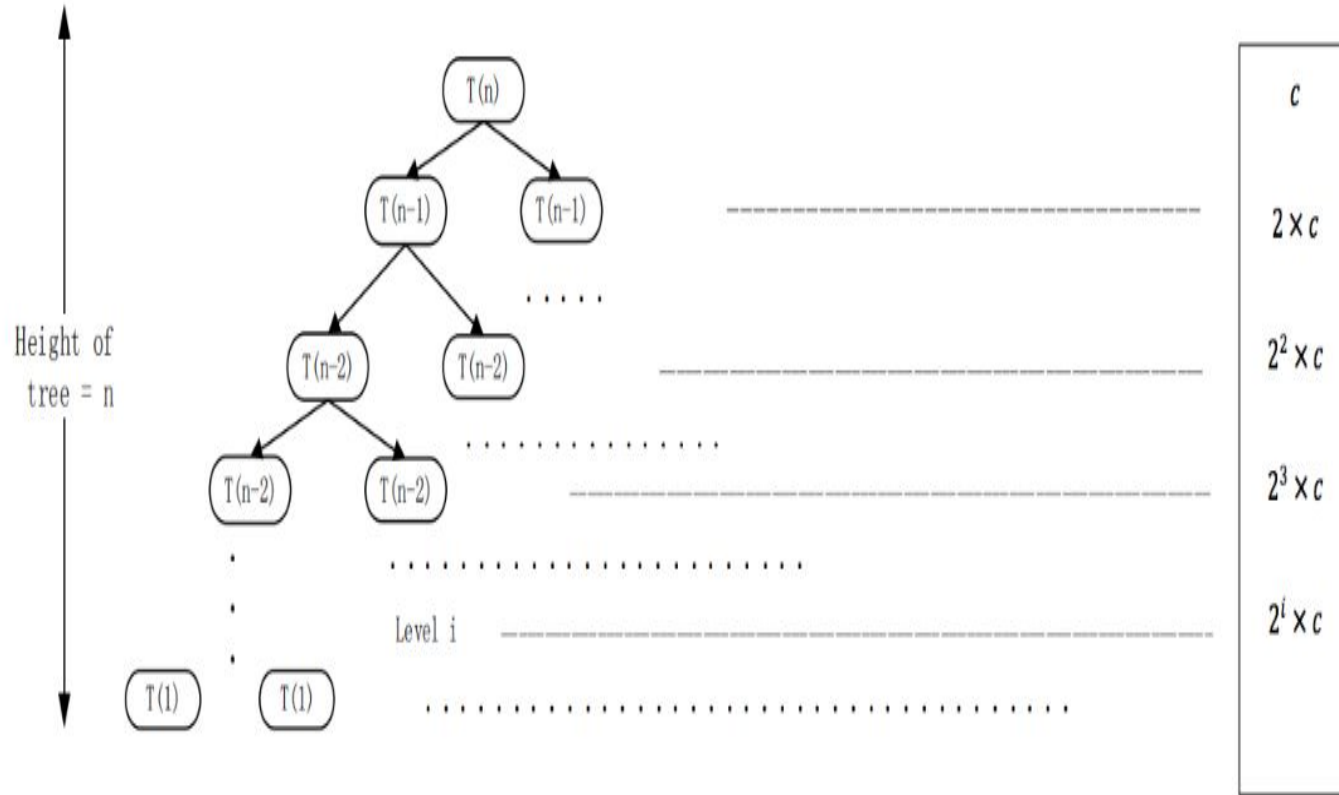 T(n)
c
T(n-1) T(n-1)
2 × c
Height of
tree = n
T(n-2) T(n-2)
2² × c
T(n-2) T(n-2)
2³ × c
Level i
2ⁱ × c
T(1) T(1)